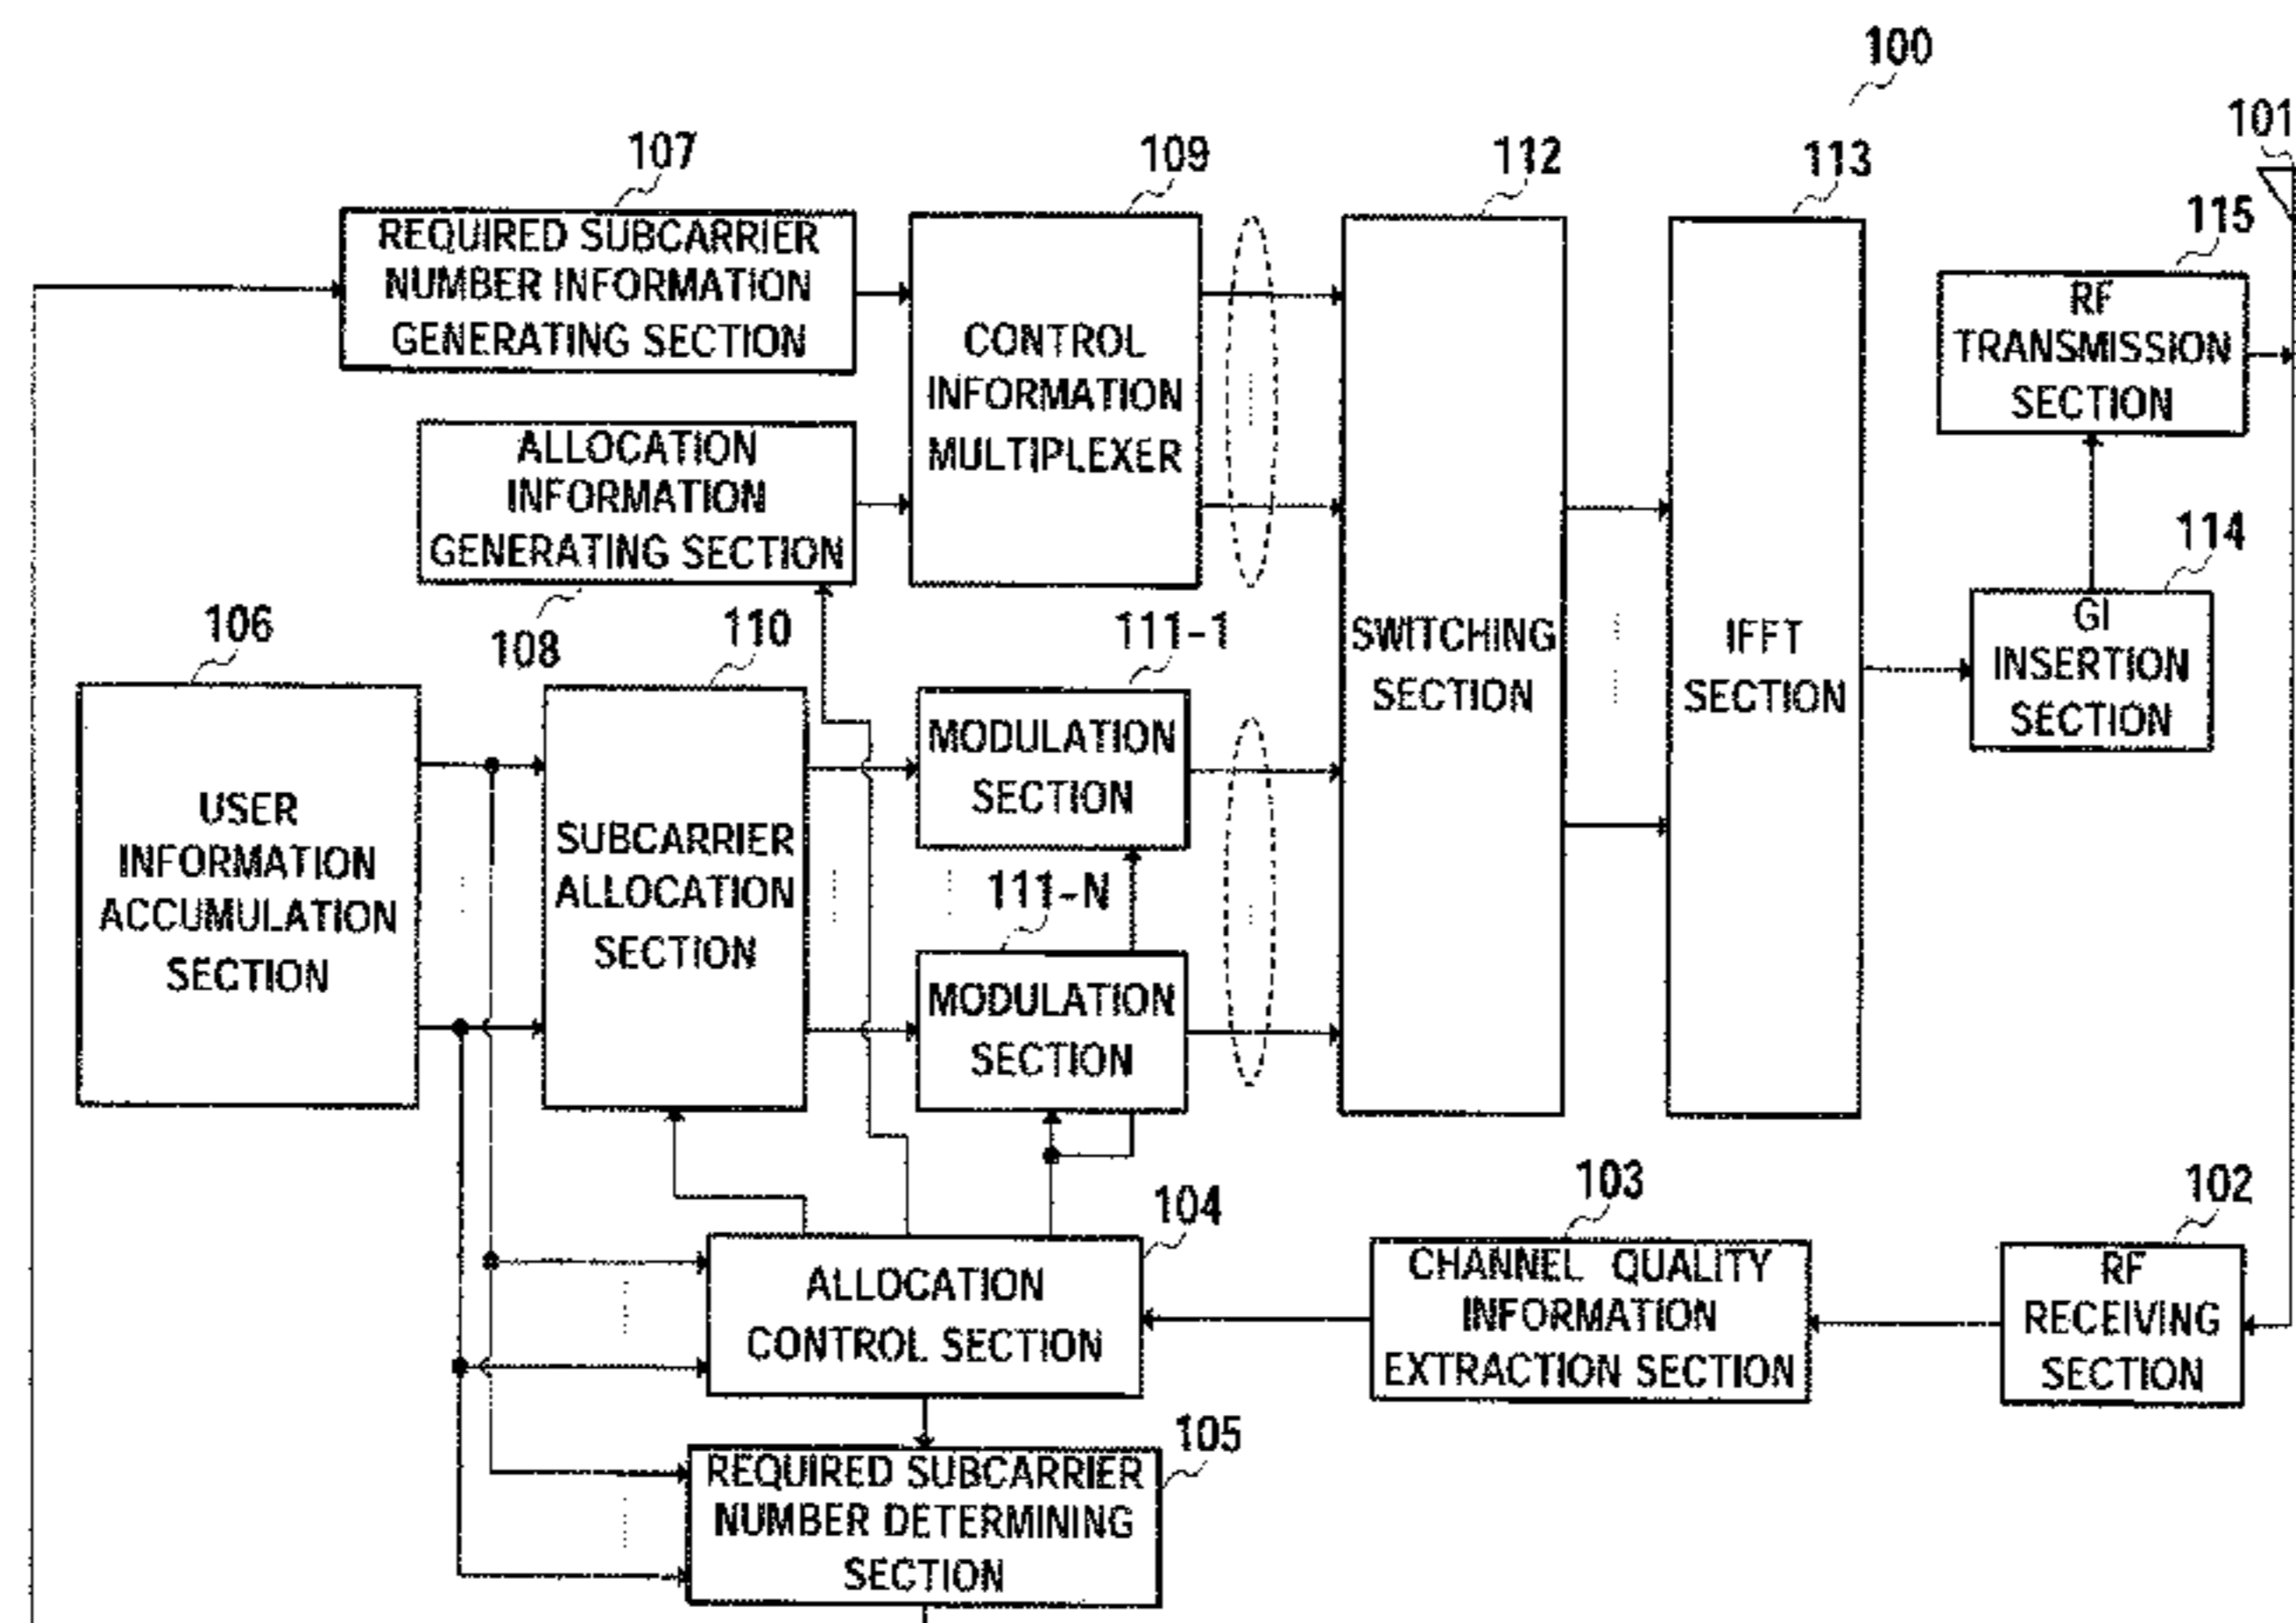 100
101
107
109
112
113
115
REQUIRED SUBCARRIER
NUMBER INFORMATION
GENERATING SECTION
CONTROL
INFORMATION
MULTIPLEXER
RF
TRANSMISSION
SECTION
ALLOCATION
INFORMATION
GENERATING SECTION
108
114
GI
INSERTION
SECTION
SWITCHING
SECTION
IFFT
SECTION
106
110
111-1
USER
INFORMATION
ACCUMULATION
SECTION
SUBCARRIER
ALLOCATION
SECTION
MODULATION
SECTION
111-N
MODULATION
SECTION
104
103
102
ALLOCATION
CONTROL SECTION
CHANNEL QUALITY
INFORMATION
EXTRACTION SECTION
RF
RECEIVING
SECTION
105
REQUIRED SUBCARRIER
NUMBER DETERMINING
SECTION